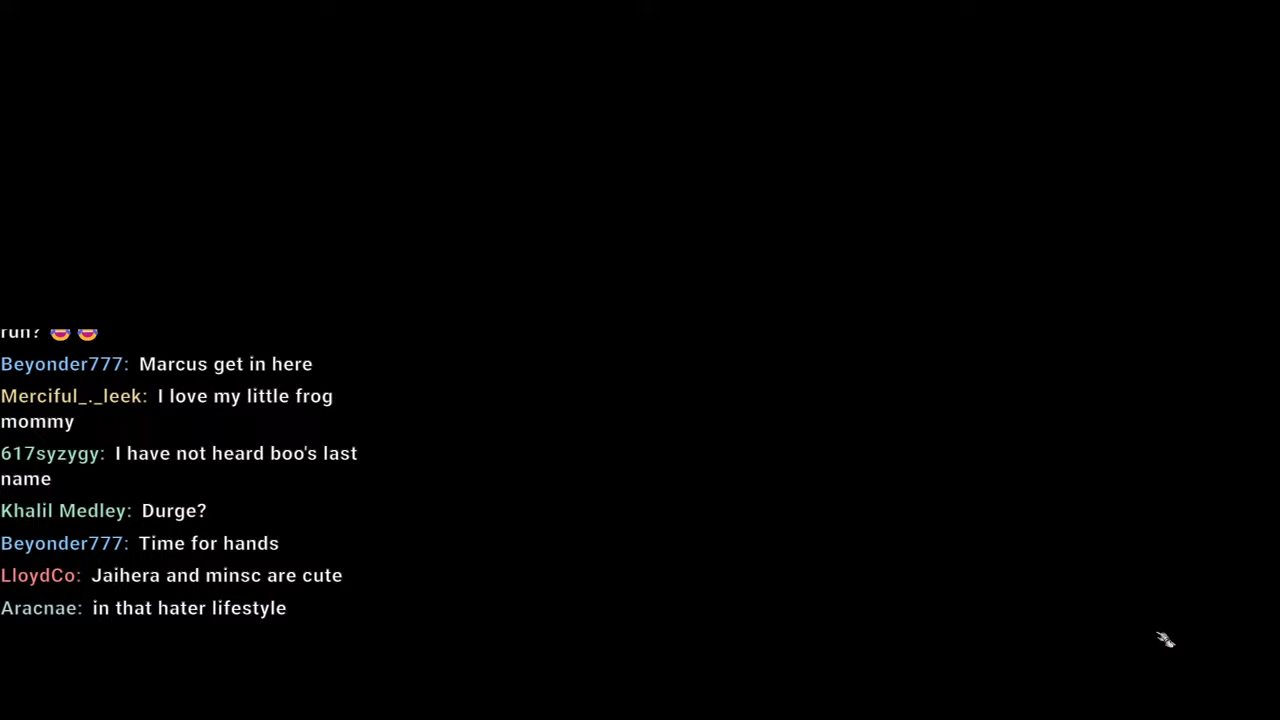 run?
Beyonder777: Marcus get in here
Merciful_._leek: I love my little frog
mommy
617syzygy: I have not heard boo's last
name
Khalil Medley: Durge?
Beyonder777: Time for hands
LloydCo: Jaihera and minsc are cute
Aracnae: in that hater lifestyle